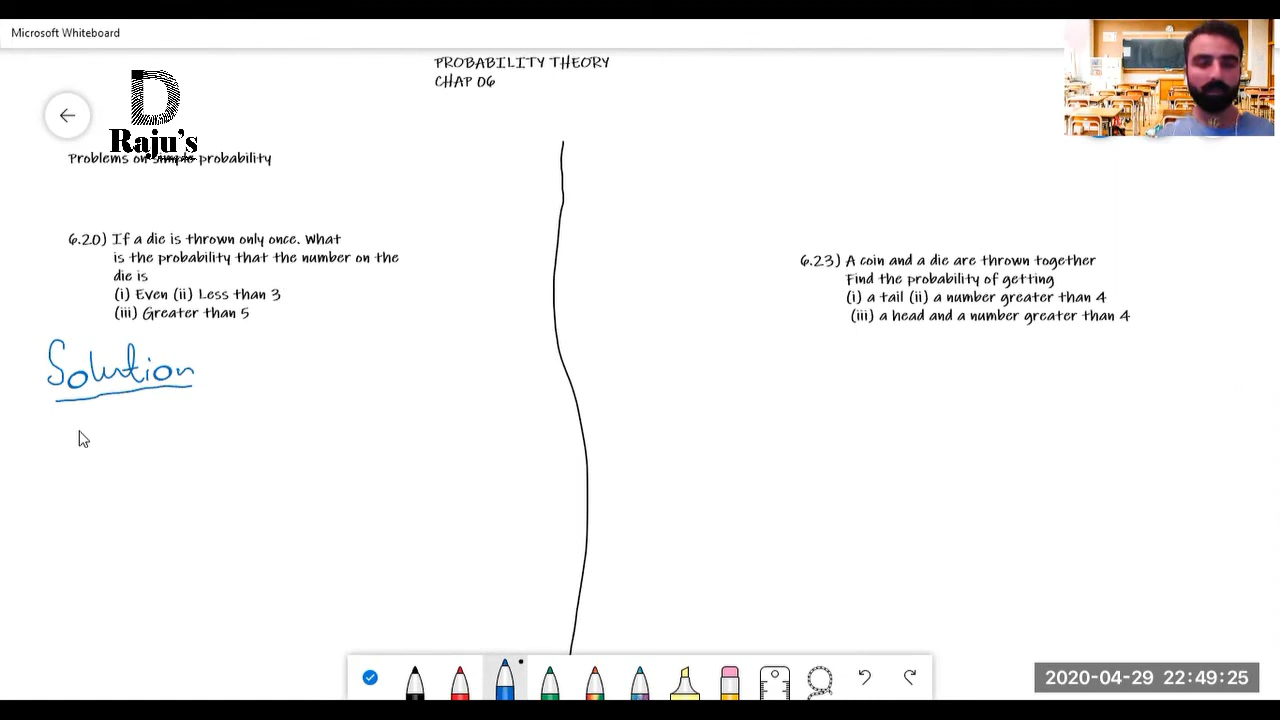 Microsoft Whiteboard
PROBABILITY THEORY
CHAP 06
D
Raju's
Problems on simple probability
6.20) If a die is thrown only once. What
is the probability that the number on the
die is
(i) Even (ii) Less than 3
(iii) Greater than 5
Solution
6.23) A coin and a die are thrown together
Find the probability of getting
(i) a tail (ii) a number greater than 4
(iii) a head and a number greater than 4
2020-04-29 22:49:25